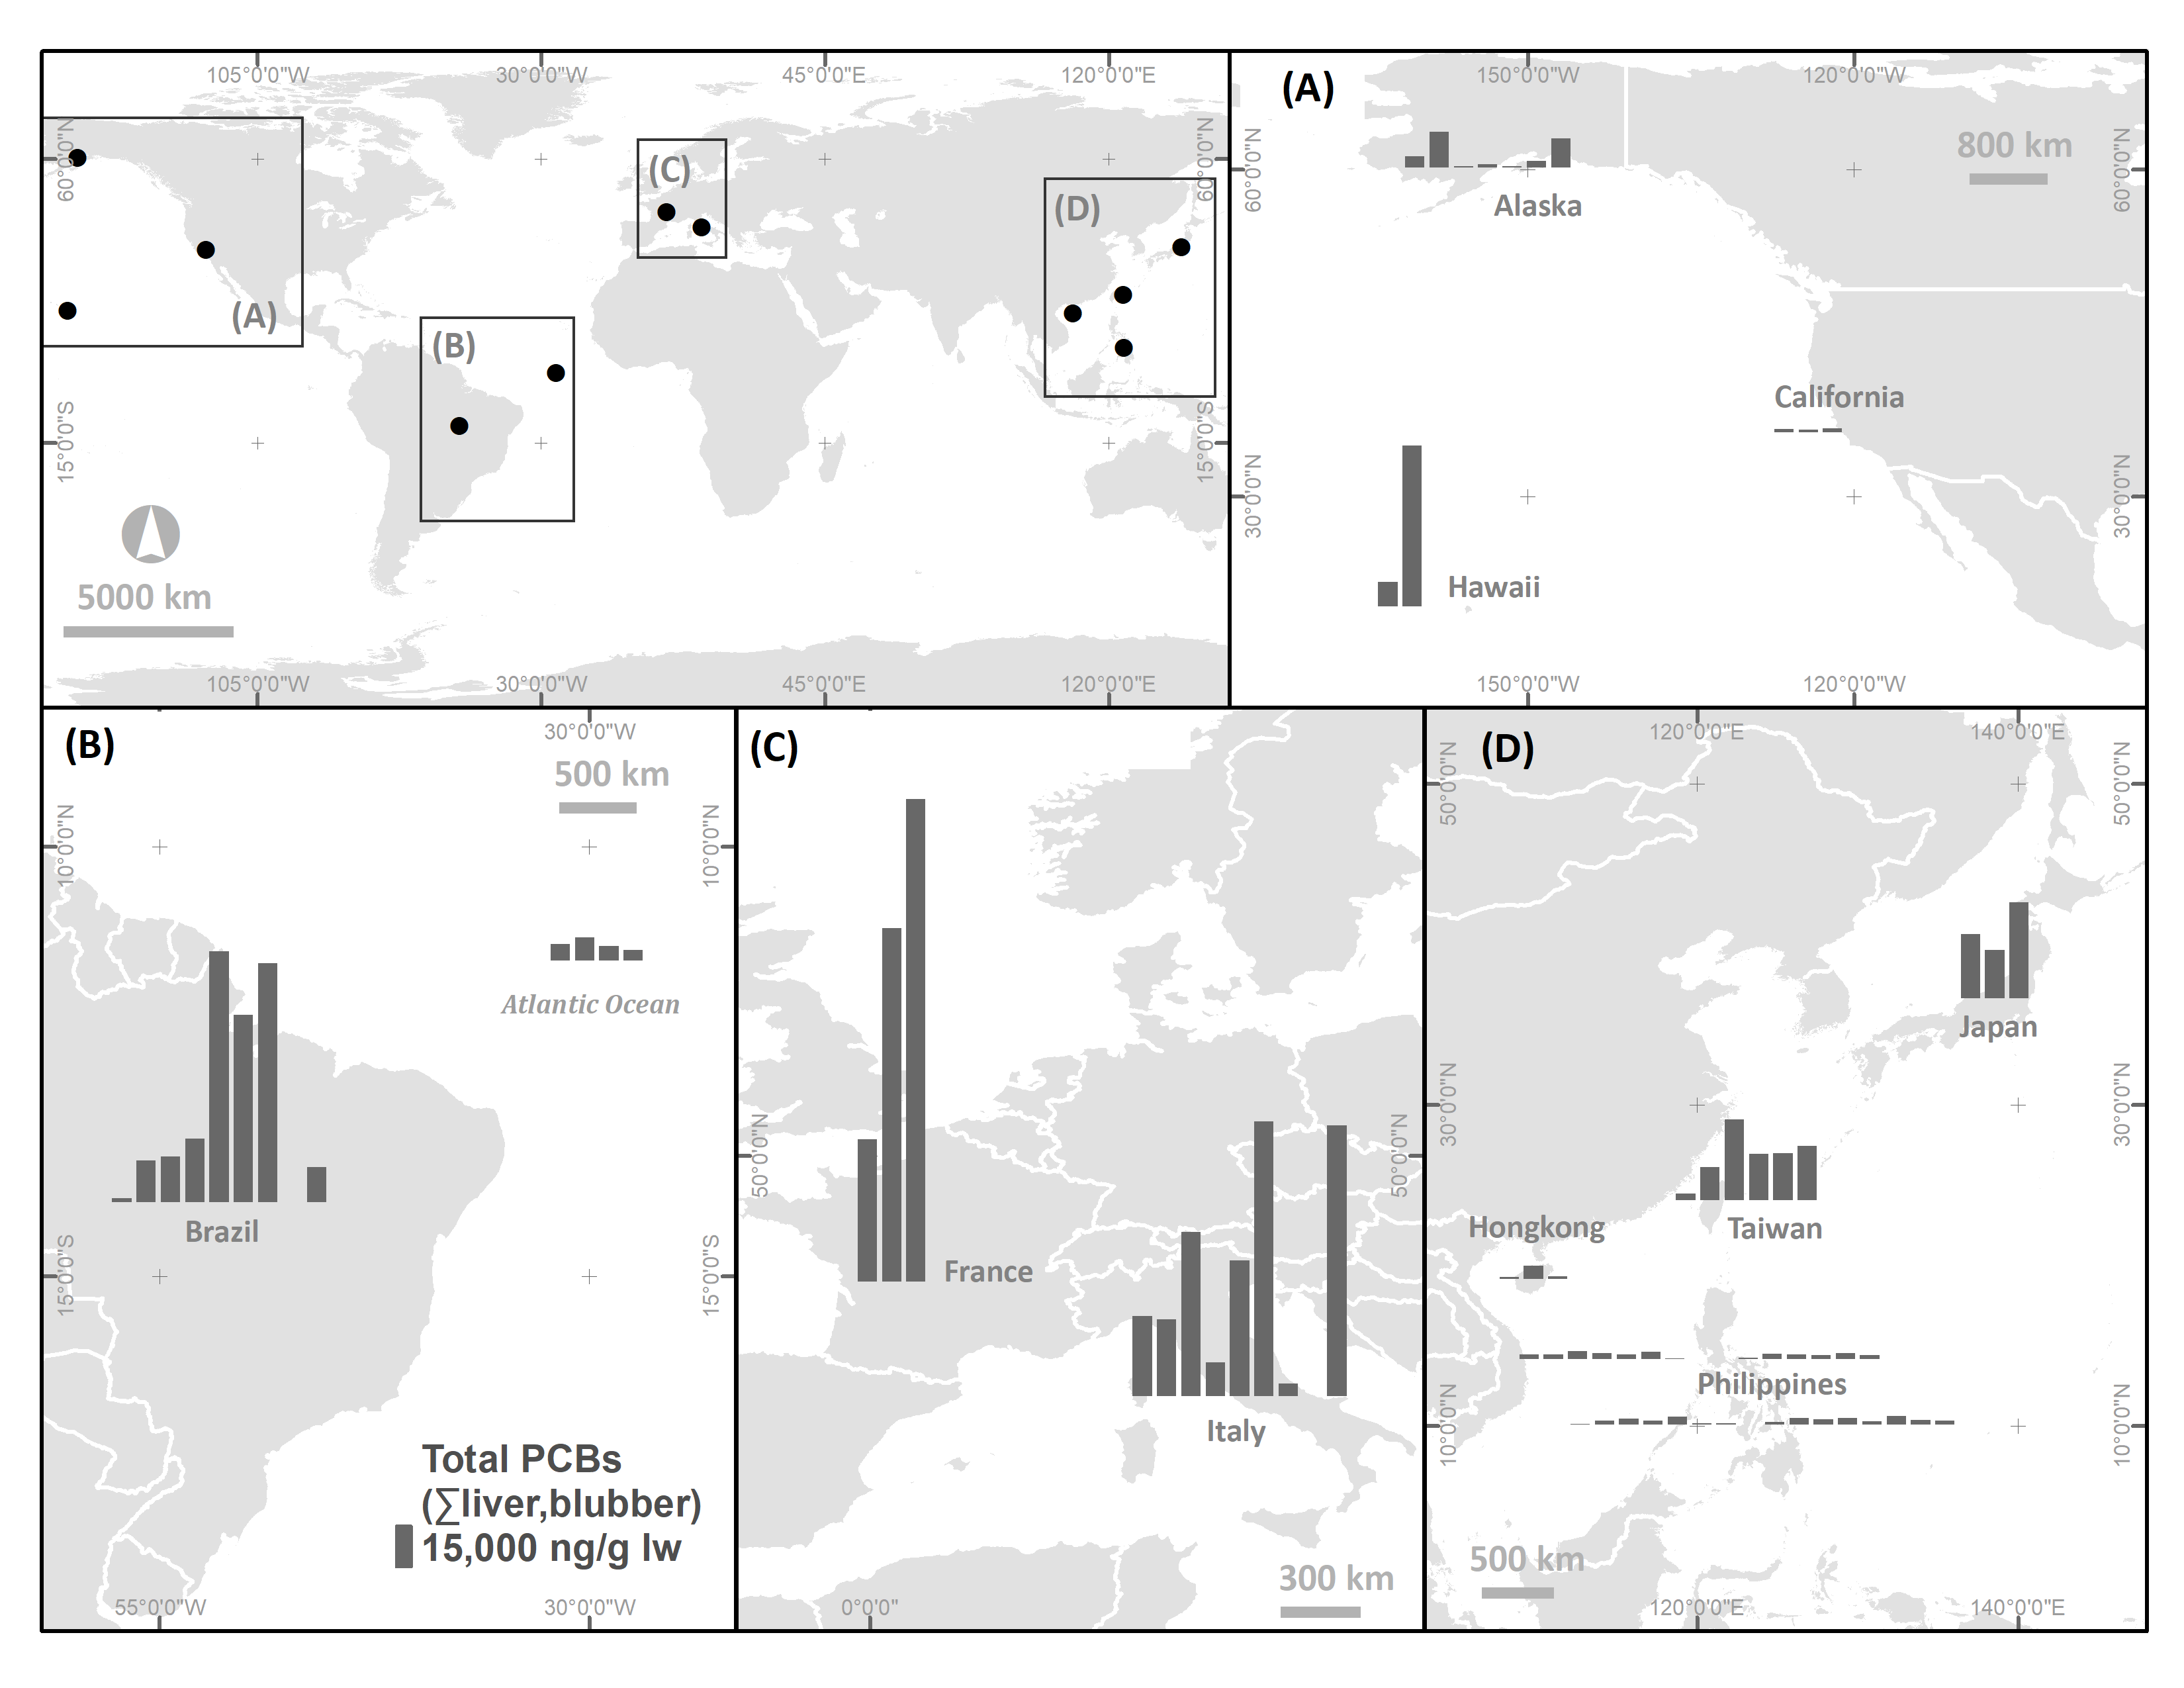 105°0'0"W
30°0'0"W
45°0'0"E
120°0'0"E
60°0'0"N
60°0'0"N
(A)
(B)
(C)
(D)
15°0'0"S
15°0'0"S
5000 km
105°0'0"W
30°0'0"W
45°0'0"E
120°0'0"E
(A)
150°0'0"W
120°0'0"W
800 km
60°0'0"N
60°0'0"N
Alaska
California
30°0'0"N
30°0'0"N
Hawaii
150°0'0"W
120°0'0"W
(B)
30°0'0"W
500 km
10°0'0"N
10°0'0"N
Atlantic Ocean
Brazil
15°0'0"S
15°0'0"S
Total PCBs
(∑liver,blubber)
15,000 ng/g lw
55°0'0"W
30°0'0"W
(C)
50°0'0"N
50°0'0"N
France
Italy
300 km
0°0'0"
(D)
120°0'0"E
140°0'0"E
50°0'0"N
50°0'0"N
Japan
30°0'0"N
30°0'0"N
Hongkong
Taiwan
Philippines
10°0'0"N
10°0'0"N
500 km
120°0'0"E
140°0'0"E